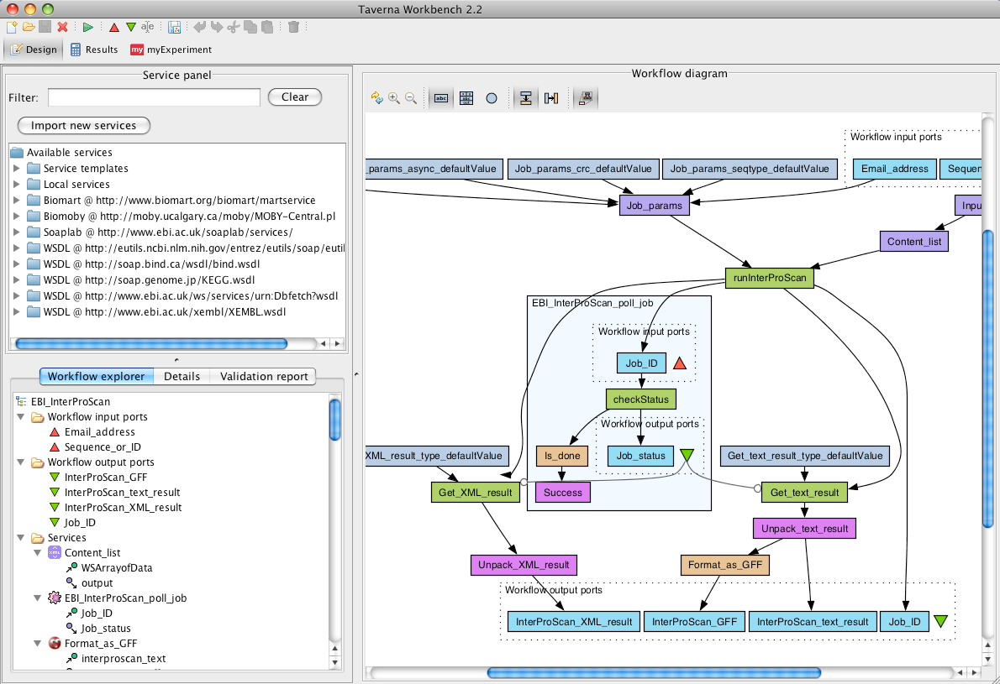 Taverna Workbench 2.2
Design
Results
my myExperiment
Service panel
Filter:
Clear
Import new services
Available services
Service templates
Local services
Biomart @ http://www.biomart.org/biomart/martservice
Biomoby @ http://moby.ucalgary.ca/moby/MOBY-Central.pl
Soaplab @ http://www.ebi.ac.uk/soaplab/services/
WSDL @ http://eutils.ncbi.nlm.nih.gov/entrez/eutils/soap/eutil
WSDL @ http://soap.bind.ca/wsdl/bind.wsdl
WSDL @ http://soap.genome.jp/KEGG.wsdl
WSDL @ http://www.ebi.ac.uk/ws/services/urn:Dbfetch?wsdl
WSDL @ http://www.ebi.ac.uk/xembl/XEMBL.wsdl
Workflow explorer
Details
Validation report
EBI_InterProScan
Workflow input ports
Email_address
Sequence_or_ID
Workflow output ports
InterProScan_GFF
InterProScan_text_result
InterProScan_XML_result
Job_ID
Services
Content_list
WSArrayofData
output
EBI_InterProScan_poll_job
Job_ID
Job_status
Format_as_GFF
interproscan_text
Workflow diagram
abc
Workflow input ports
_params_async_defaultValue
Job_params_crc_defaultValue
Job_params_seqtype_defaultValue
Email_address
Sequen
Job_params
Inpu
Content_list
runInterProScan
EBI_InterProScan_poll_job
Workflow input ports
Job_ID
checkStatus
Workflow output ports
XML_result_type_defaultValue
Is_done
Job_status
Get_text_result_type_defaultValue
Get_XML_result
Success
Get_text_result
Unpack_text_result
Unpack_XML_result
Format_as_GFF
Workflow output ports
InterProScan_XML_result
InterProScan_GFF
InterProScan_text_result
Job_ID